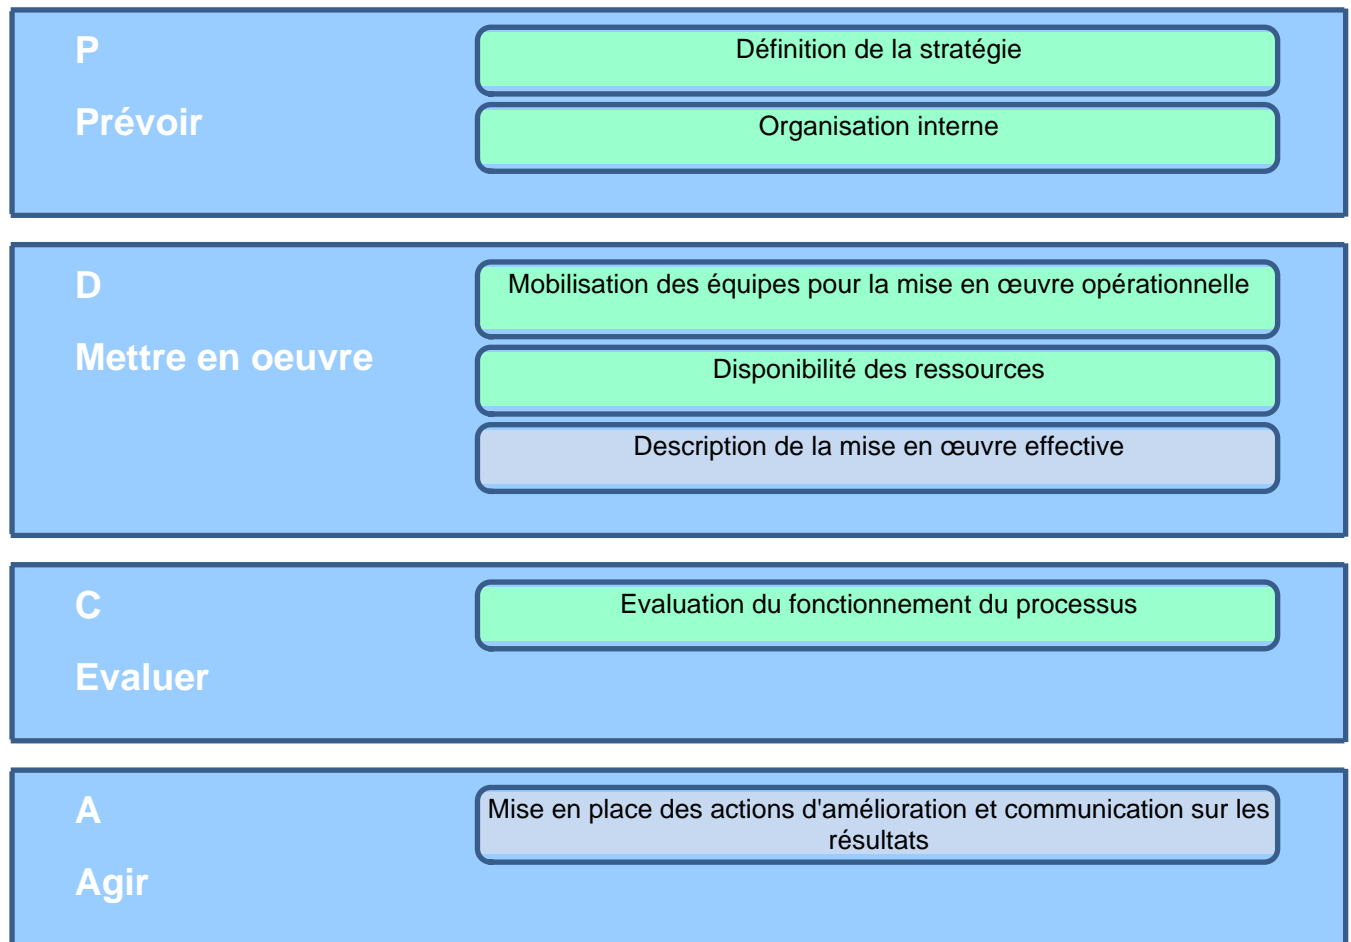 P
Prévoir
Définition de la stratégie
Organisation interne
D
Mettre en oeuvre
Mobilisation des équipes pour la mise en œuvre opérationnelle
Disponibilité des ressources
Description de la mise en œuvre effective
C
Evaluer
Evaluation du fonctionnement du processus
A
Agir
Mise en place des actions d'amélioration et communication sur les
résultats